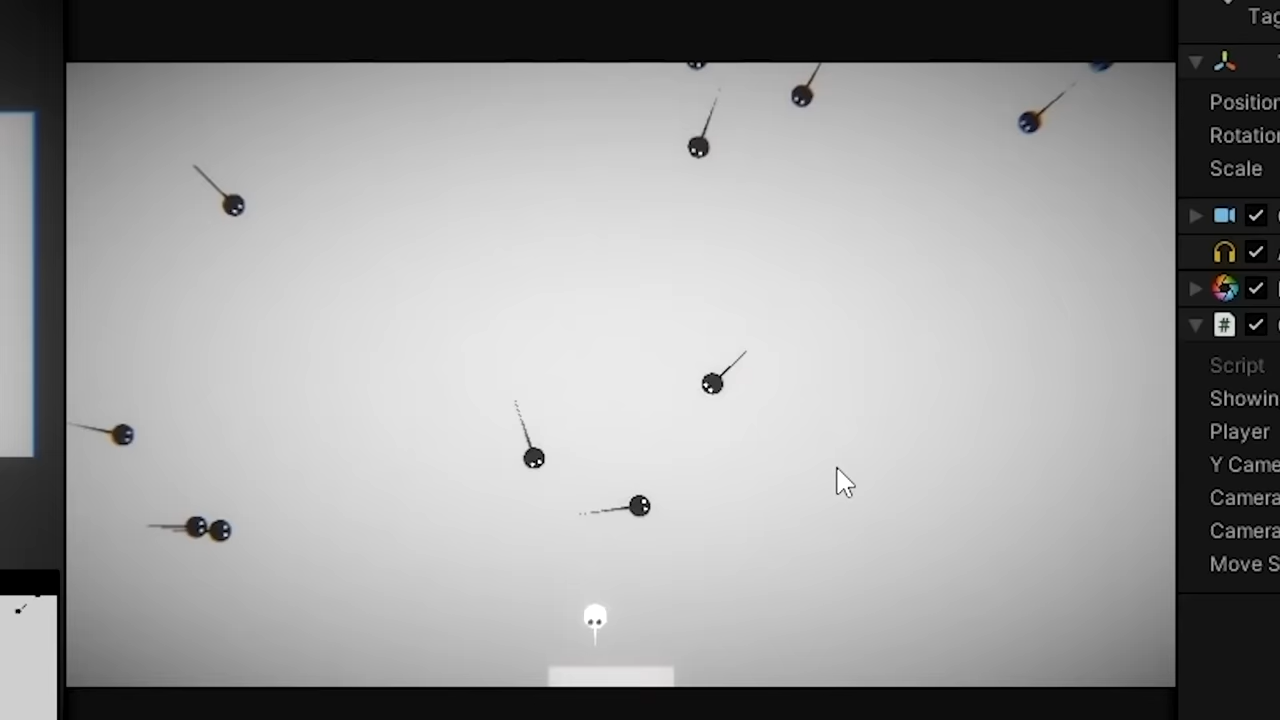 Tag
Position
Rotation
Scale
Script
Showin
Player
Y Came
Camera
Camera
Move S